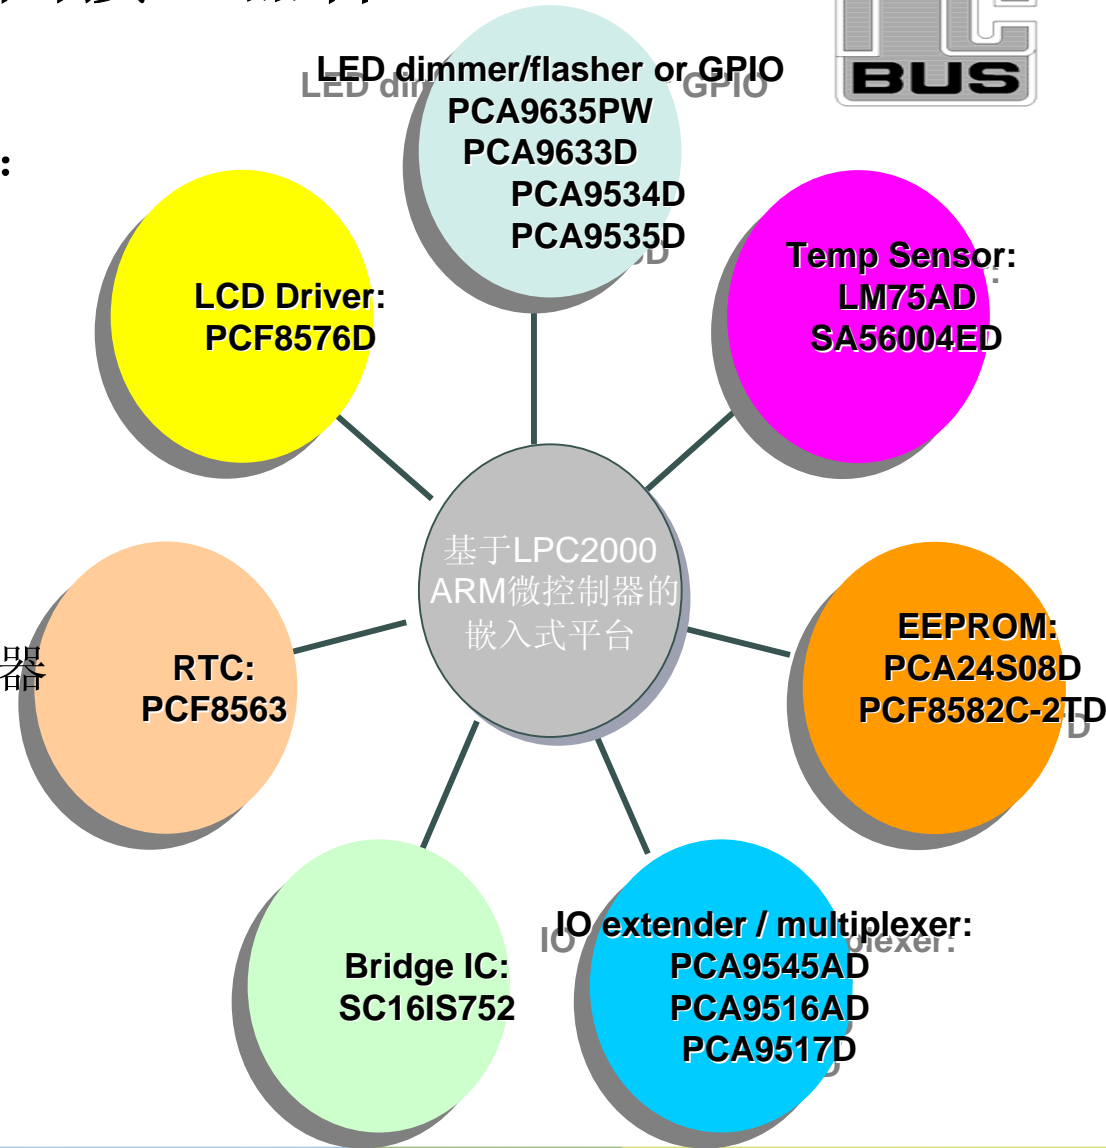 BUS
LED dimmer/flasher or GPIO
PCA9635PW
PCA9633D
PCA9534D
PCA9535D
:
LCD Driver:
PCF8576D
Temp Sensor:
LM75AD
SA56004ED
基于LPC2000
ARM微控制器的
嵌入式平台
器
RTC:
PCF8563
EEPROM:
PCA24S08D
PCF8582C-2TD
Bridge IC:
SC16IS752
IO extender / multiplexer:
PCA9545AD
PCA9516AD
PCA9517D